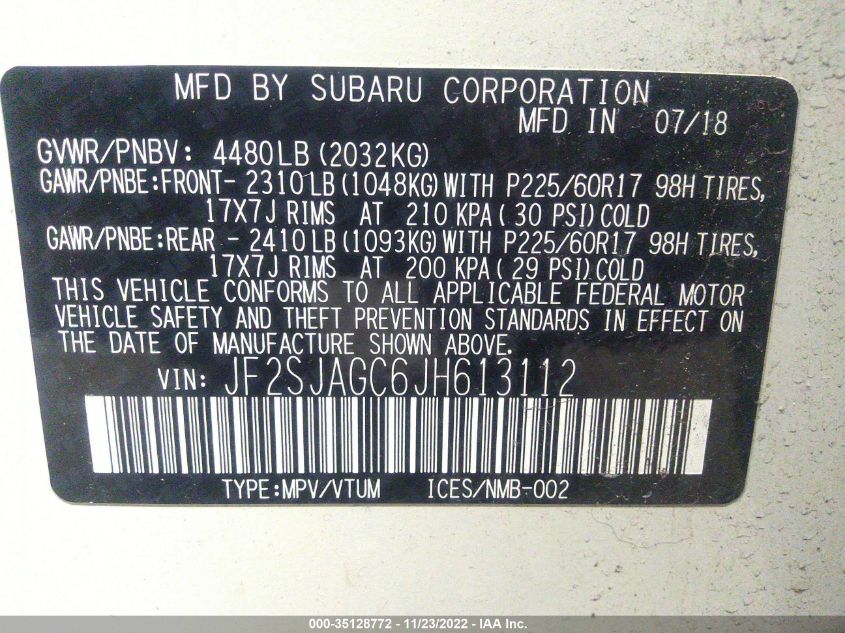 MFD BY SUBARU CORPORATION
MFD IN 07/18
GVWR/PNBV: 4480LB(2032KG)
GAWR/PNBE:FRONT- 2310LB(1048KG)WITH P225/60R17 98H TIRES,
17X7J RIMS AT 210 KPA(30 PSI)COLD
GAWR/PNBE:REAR - 2410LB(1093KG)WITH P225/60R17 98H TIRES,
17X7J RIMS AT 200 KPA(29 PSI)COLD
THIS VEHICLE CONFORMS TO ALL APPLICABLE FEDERAL MOTOR
VEHICLE SAFETY AND THEFT PREVENTION STANDARDS IN EFFECT ON
THE DATE OF MANUFACTURE SHOWN ABOVE.
VIN: JF2SJAGC6JH613112
TYPE:MPV/VTUM ICES/NMB-002
000-35128772 - 11/23/2022 - IAA Inc.